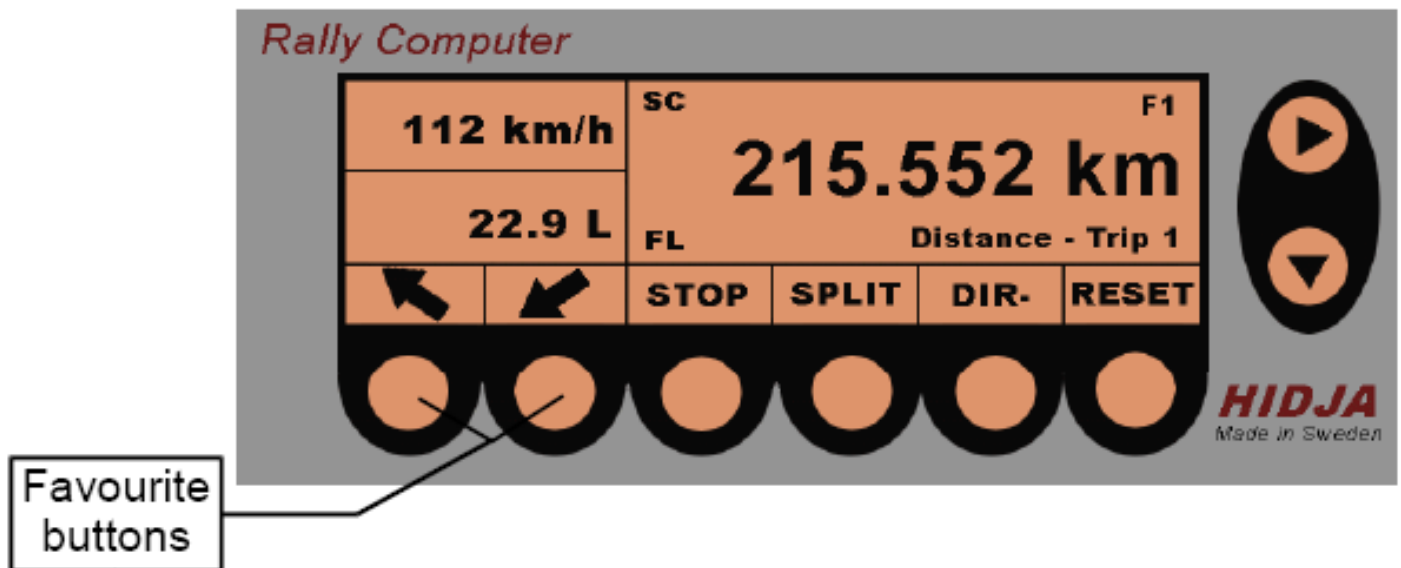 Rally Computer
112 km/h
22.9 L
SC
F1
215.552 km
FL
Distance - Trip 1
STOP
SPLIT
DIR-
RESET
HIDJA
Made in Sweden
Favourite
buttons